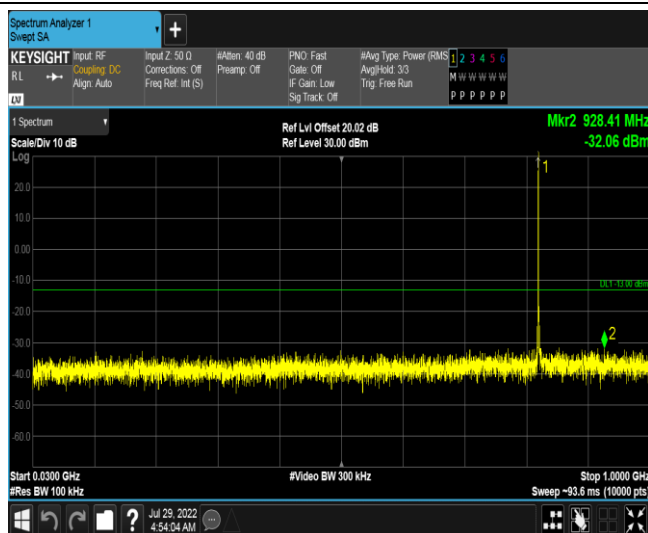 Spectrum Analyzer 1
Swept SA
+
KEYSIGHT
RL
LXI
Input: RF
Coupling: DC
Align: Auto
Input Z: 50 Ω
Corrections: Off
Freq Ref: Int (S)
#Atten: 40 dB
Preamp: Off
PNO: Fast
Gate: Off
IF Gain: Low
Sig Track: Off
#Avg Type: Power (RMS
Avg|Hold: 3/3
Trig: Free Run
1 2 3 4 5 6
M W W W W W
P P P P P P
1 Spectrum
Scale/Div 10 dB
Ref Lvl Offset 20.02 dB
Ref Level 30.00 dBm
Mkr2 928.41 MHz
-32.06 dBm
Log
1
20.0
10.0
0.00
-10.0
DL1 -13.00 dBm
-20.0
-30.0
2
-40.0
-50.0
-60.0
Start 0.0300 GHz
#Res BW 100 kHz
#Video BW 300 kHz
Stop 1.0000 GHz
Sweep ~93.6 ms (10000 pts)
?
Jul 29, 2022
4:54:04 AM